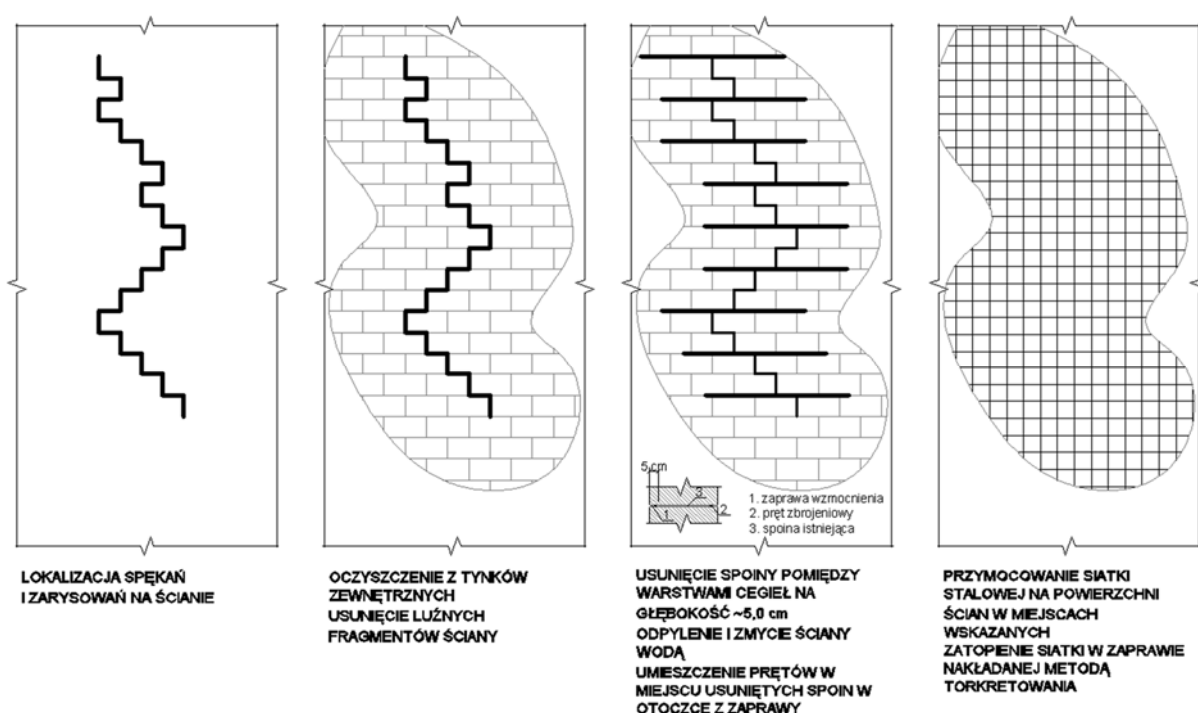 5 cm
3
1
2
1. zaprawa wzmocnienia
2. pręt zbrojeniowy
3. spoina istniejąca
LOKALIZACJA SPĘKAŃ
I ZARYSOWAŃ NA ŚCIANIE
OCZYSZCZENIE Z TYNKÓW
ZEWNĘTRZNYCH
USUNIĘCIE LUŹNYCH
FRAGMENTÓW ŚCIANY
USUNIĘCIE SPOINY POMIĘDZY
WARSTWAMI CEGIEŁ NA
GŁĘBOKOŚĆ ~5,0 cm
ODPYLENIE I ZMYCIE ŚCIANY
WODĄ
UMIESZCZENIE PRĘTÓW W
MIEJSCU USUNIĘTYCH SPOIN W
OTOCZCE Z ZAPRAWY
PRZYMOCOWANIE SIATKI
STALOWEJ NA POWIERZCHNI
ŚCIAN W MIEJSCACH
WSKAZANYCH
ZATOPIENIE SIATKI W ZAPRAWIE
NAKŁADANEJ METODĄ
TORKRETOWANIA